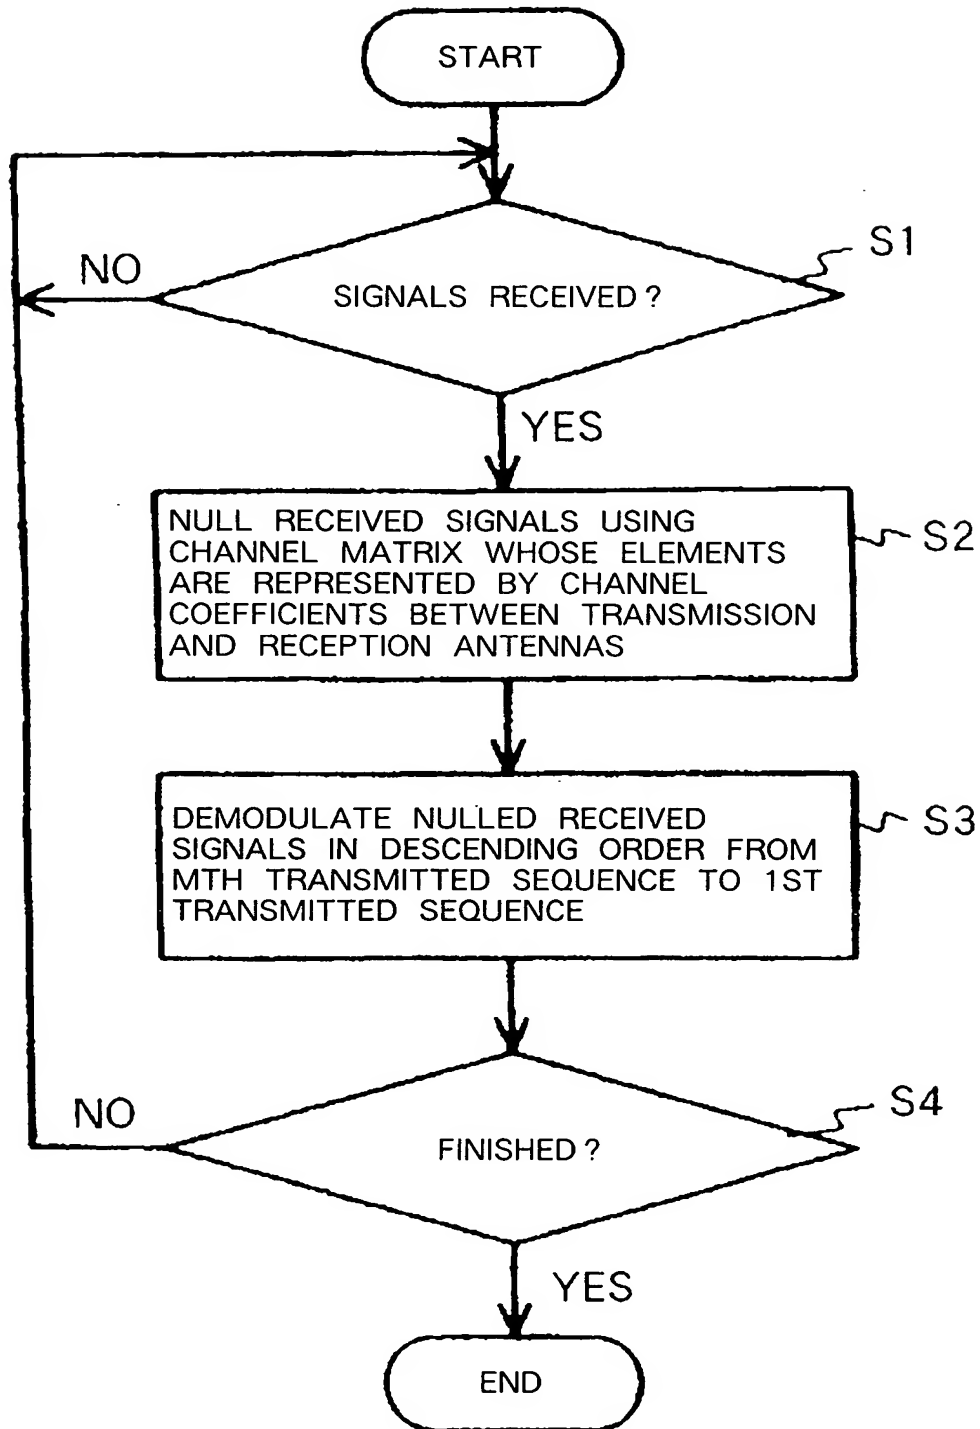 START
S1
NO
SIGNALS RECEIVED ?
YES
NULL RECEIVED SIGNALS USING
CHANNEL MATRIX WHOSE ELEMENTS
ARE REPRESENTED BY CHANNEL
COEFFICIENTS BETWEEN TRANSMISSION
AND RECEPTION ANTENNAS
S2
DEMODULATE NULLED RECEIVED
SIGNALS IN DESCENDING ORDER FROM
MTH TRANSMITTED SEQUENCE TO 1ST
TRANSMITTED SEQUENCE
S3
NO
S4
FINISHED ?
YES
END